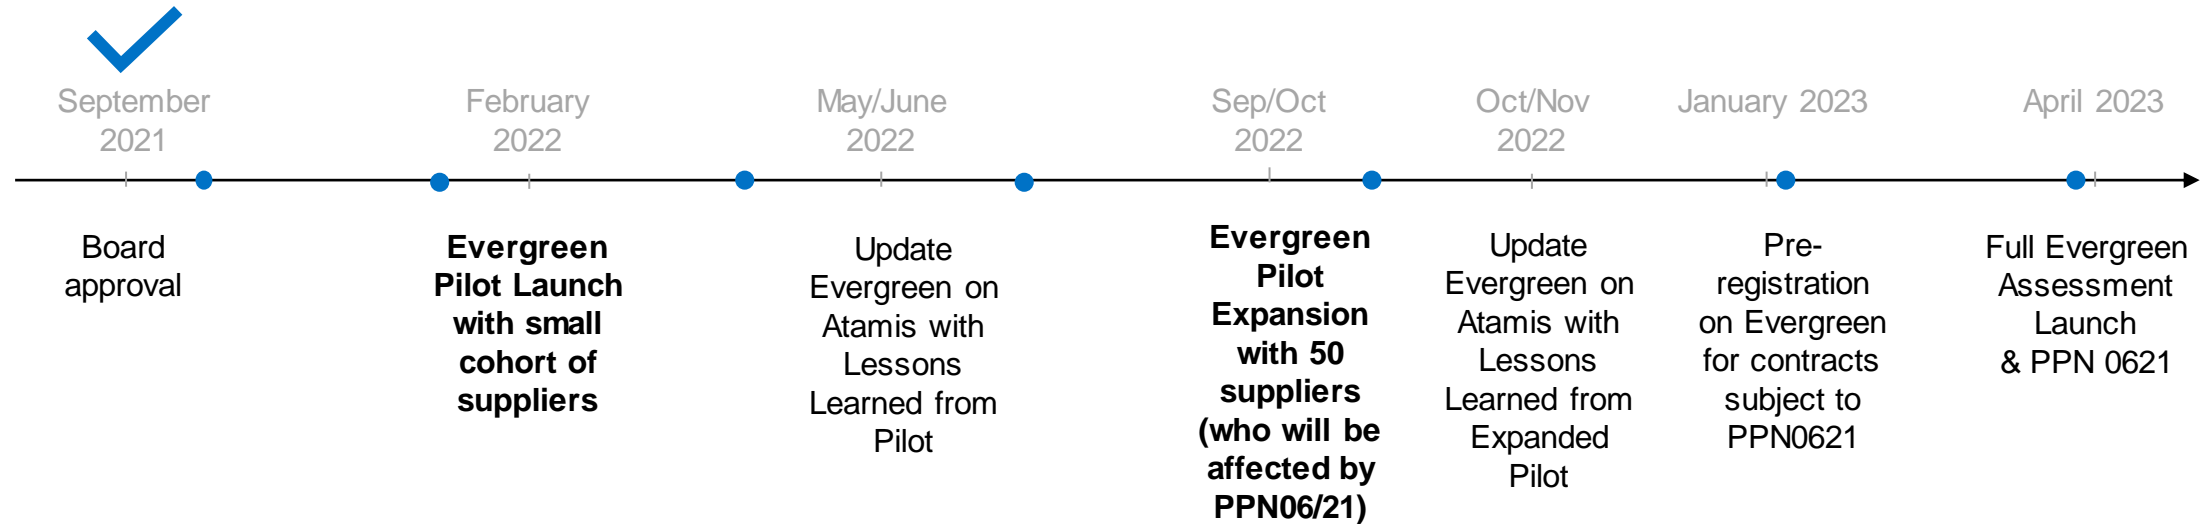 September
2021
February
2022
May/June
2022
Sep/Oct
2022
Oct/Nov
2022
January 2023
April 2023
Board
approval
Evergreen
Pilot Launch
with small
cohort of
suppliers
Update
Evergreen on
Atamis with
Lessons
Learned from
Pilot
Evergreen
Pilot
Expansion
with 50
suppliers
(who will be
affected by
PPN06/21)
Update
Evergreen on
Atamis with
Lessons
Learned from
Expanded
Pilot
Pre-
registration
on Evergreen
for contracts
subject to
PPN0621
Full Evergreen
Assessment
Launch
& PPN 0621